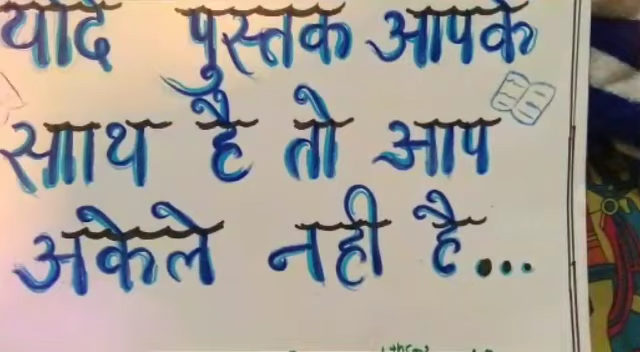 यदि पुस्तक आपके
साथ है तो आप
अकेले नही है...